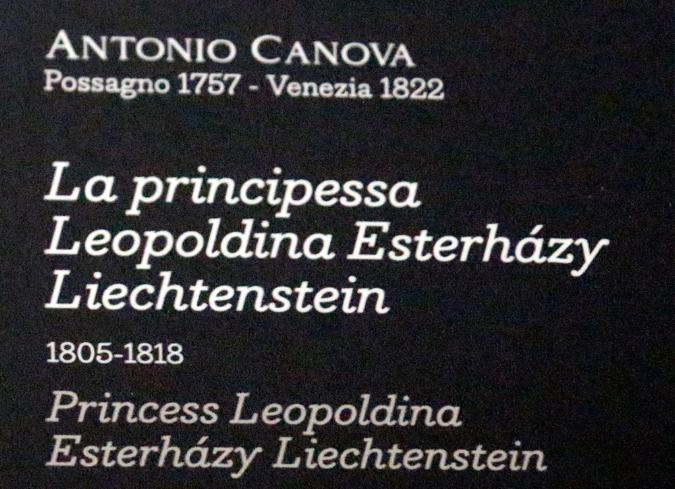 ANTONIO CANOVA
Possagno 1757 - Venezia 1822
La principessa
Leopoldina Esterházy
Liechtenstein
1805-1818
Princess Leopoldina
Esterházy Liechtenstein